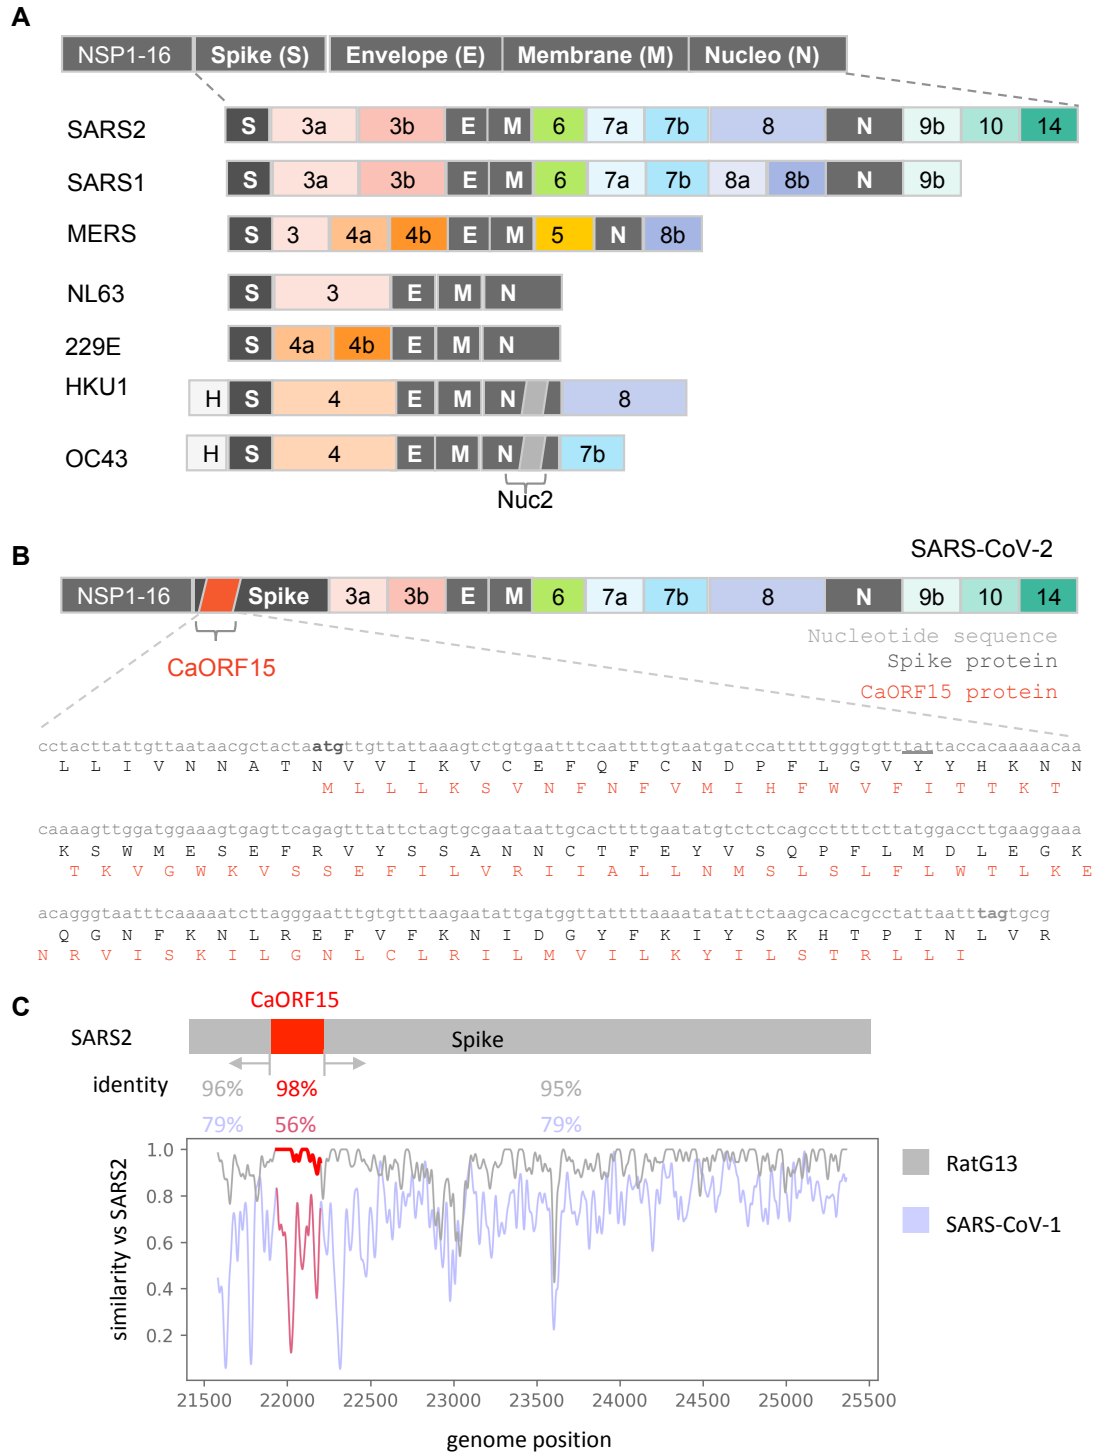 A
NSP1-16 Spike (S) Envelope (E) Membrane (M) Nucleo (N)
SARS2 S 3a 3b E M 6 7a 7b 8 N 9b 10 14
SARS1 S 3a 3b E M 6 7a 7b 8a 8b N 9b
MERS S 3 4a 4b E M 5 N 8b
NL63 S 3 E M N
229E S 4a 4b E M N
HKU1 H S 4 E M N 8
OC43 H S 4 E M N 7b
Nuc2
B
SARS-CoV-2
NSP1-16 Spike 3a 3b E M 6 7a 7b 8 N 9b 10 14
CaORF15
Nucleotide sequence
Spike protein
CaORF15 protein
cctacttattgttaataacgctactaatgttgttattaaagtctgtgaatttcaattttgtaatgatccatttttgggtgtttattaccacaaaaacaa
L L I V N N A T N V V I K V C E F Q F C N D P F L G V Y Y H K N N
M L L L K S V N F N F V M I H F W V F I T T K T
caaaagttggatggaaagtgagttcagagtttattctagtgcgaataattgcacttttgaatatgtctctcagccttttcttatggaccttgaaggaaa
K S W M E S E F R V Y S S A N N C T F E Y V S Q P F L M D L E G K
T K V G W K V S S E F I L V R I I A L L N M S L S L F L W T L K E
acagggtaatttcaaaaatcttagggaatttgtgtttaagaatattgatggttattttaaaatatattctaagcacacgcctattaatttagtgcg
Q G N F K N L R E F V F K N I D G Y F K I Y S K H T P I N L V R
N R V I S K I L G N L C L R I L M V I L K Y I L S T R L L I
C
CaORF15
SARS2 Spike
identity 96% 98% 95%
79% 56% 79%
similarity vs SARS2
1.0
0.8
0.6
0.4
0.2
21500 22000 22500 23000 23500 24000 24500 25000 25500
genome position
RatG13
SARS-CoV-1